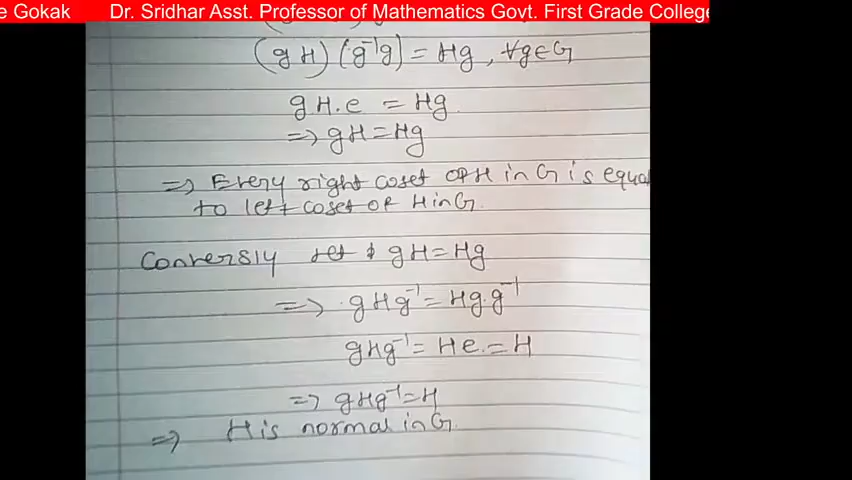 e Gokak Dr. Sridhar Asst. Professor of Mathematics Govt. First Grade College
(gH) (g⁻¹g) = Hg, ∀g∈G
gH.e = Hg
=> gH = Hg
=> Every right coset of H in G is equa
to left coset of H in G.
Conversly let gH = Hg
=> gHg⁻¹ = Hg.g⁻¹
gHg⁻¹ = He = H
=> gHg⁻¹ = H
=> H is normal in G.